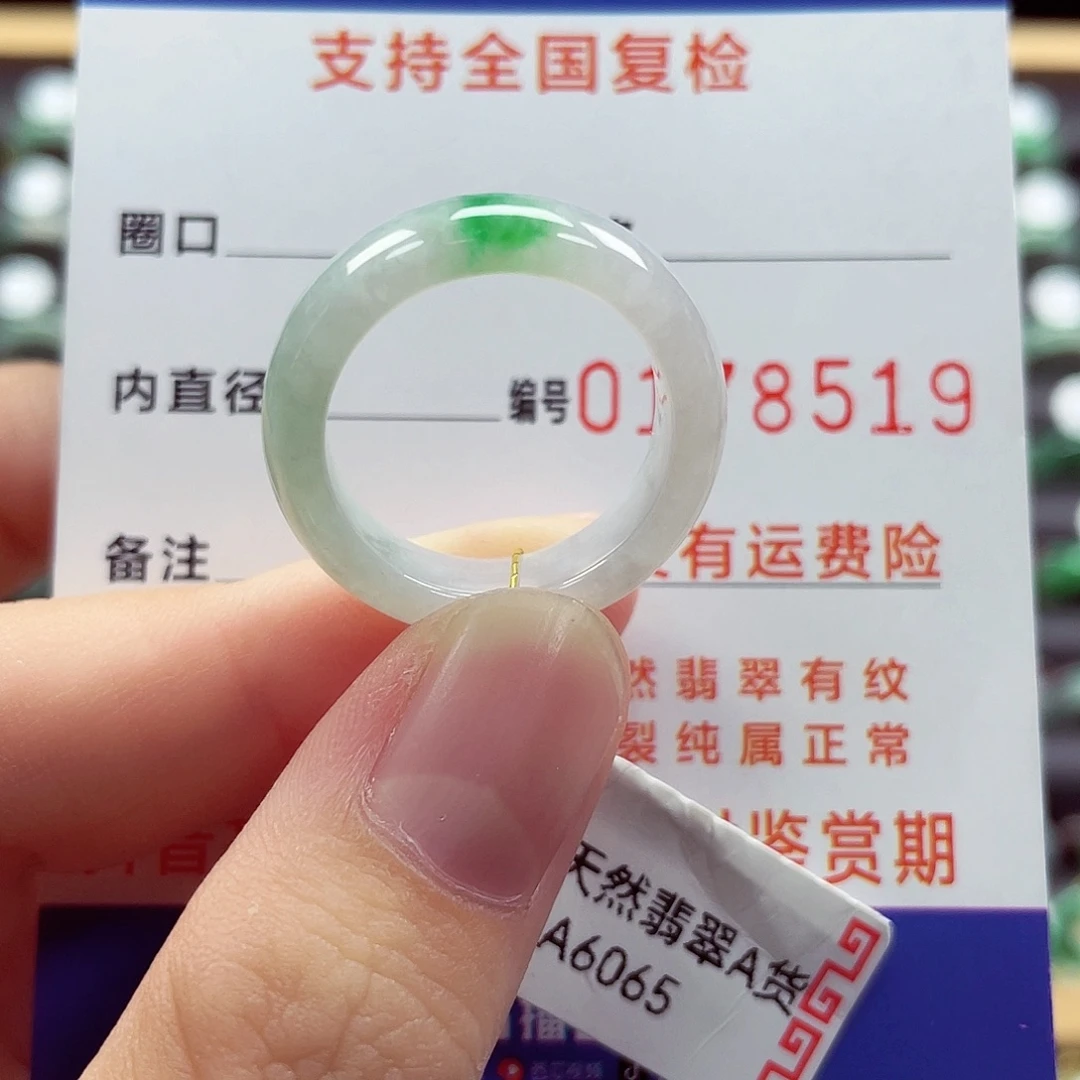 支持全国复检
圈口
内直径 编号 01 8519
备注 有运费险
然翡翠有纹
裂纯属正常
鉴赏期
天然翡翠A货
A6065